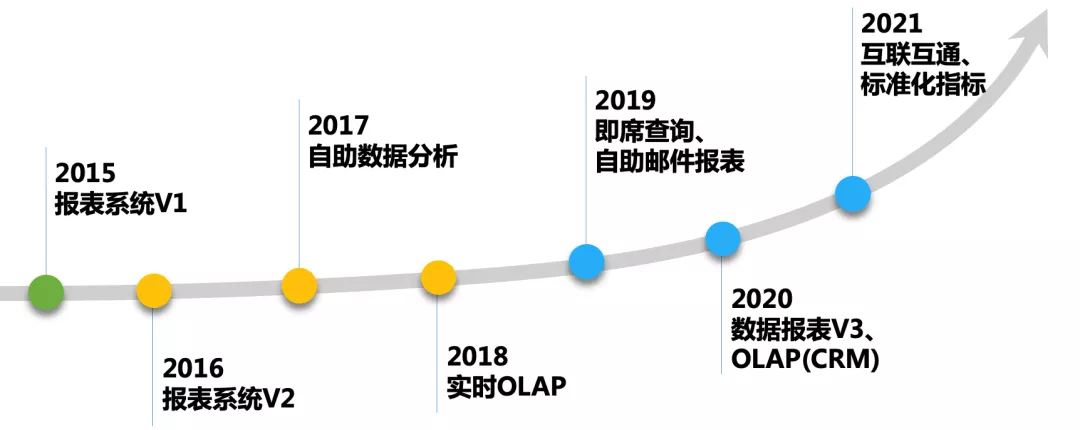 2015
报表系统V1
2016
报表系统V2
2017
自助数据分析
2018
实时OLAP
2019
即席查询、
自助邮件报表
2020
数据报表V3、
OLAP(CRM)
2021
互联互通、
标准化指标